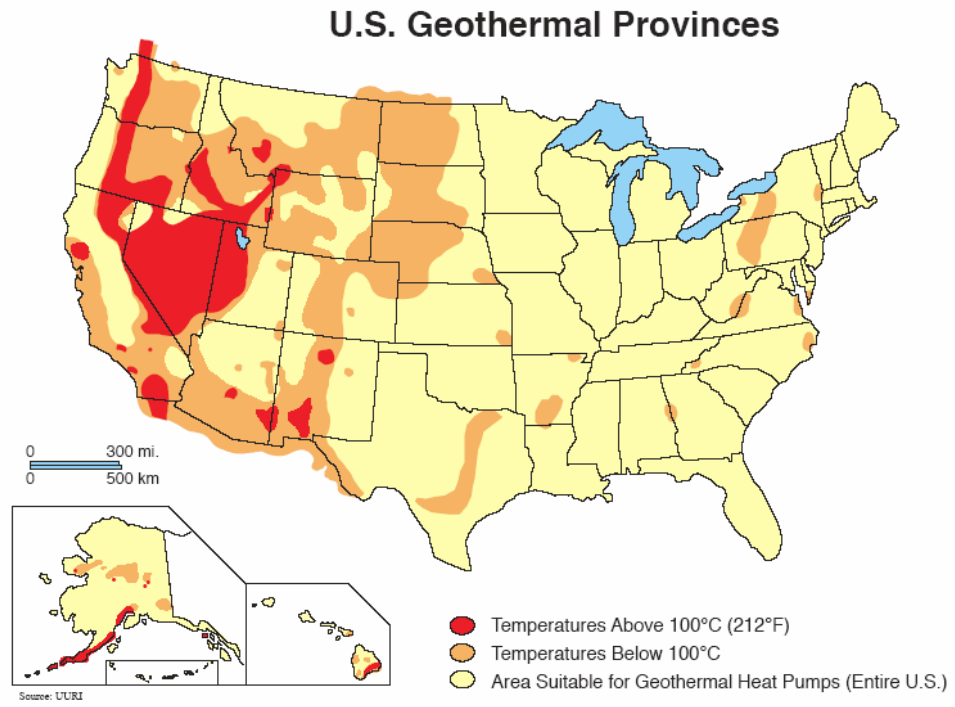 U.S. Geothermal Provinces
0 300 mi.
0 500 km
Temperatures Above 100°C (212°F)
Temperatures Below 100°C
Area Suitable for Geothermal Heat Pumps (Entire U.S.)
Source: UURI